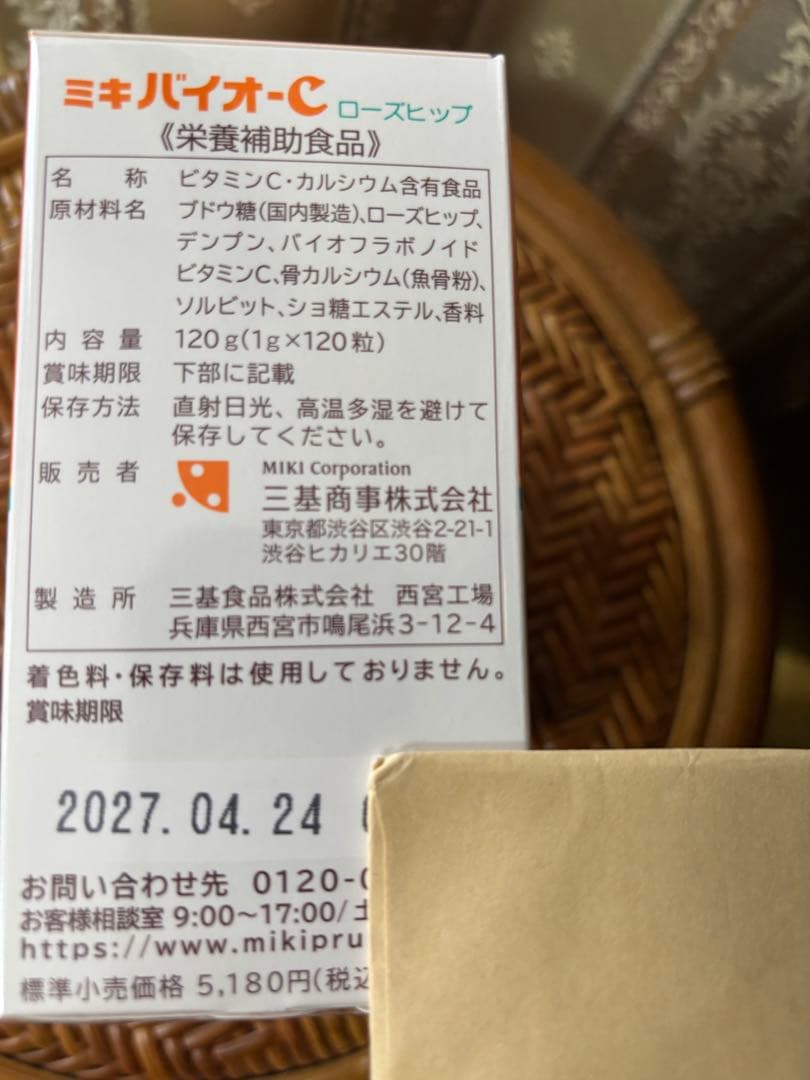 ミキ バイオ-C ローズヒップ
《栄養補助食品》
名称 ビタミンC・カルシウム含有食品
原材料名 ブドウ糖(国内製造)、ローズヒップ、
デンプン、バイオフラボノイド
ビタミンC、骨カルシウム(魚骨粉)、
ソルビット、ショ糖エステル、香料
内容量 120g(1g×120粒)
賞味期限 下部に記載
保存方法 直射日光、高温多湿を避けて
保存してください。
販売者 MIKI Corporation
三基商事株式会社
東京都渋谷区渋谷2-21-1
渋谷ヒカリエ30階
製造所 三基食品株式会社 西宮工場
兵庫県西宮市鳴尾浜3-12-4
着色料・保存料は使用しておりません。
賞味期限
2027.04.24
お問い合わせ先 0120-
お客様相談室 9:00〜17:00/土
https://www.mikipru
標準小売価格 5,180円(税込